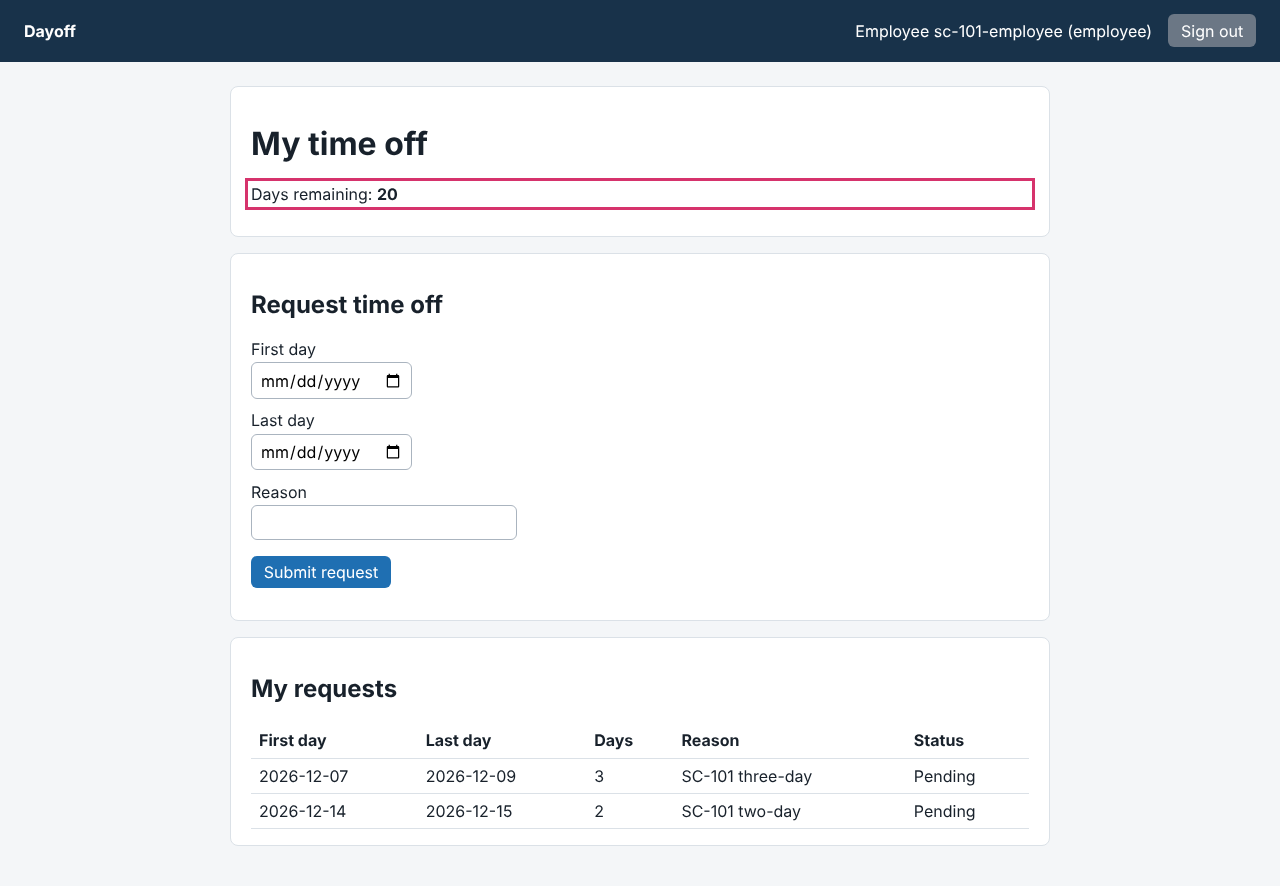 Dayoff
Employee sc-101-employee (employee) Sign out
My time off
Days remaining: 20
Request time off
First day
mm/dd/yyyy
Last day
mm/dd/yyyy
Reason
Submit request
My requests
First day Last day Days Reason Status
2026-12-07 2026-12-09 3 SC-101 three-day Pending
2026-12-14 2026-12-15 2 SC-101 two-day Pending